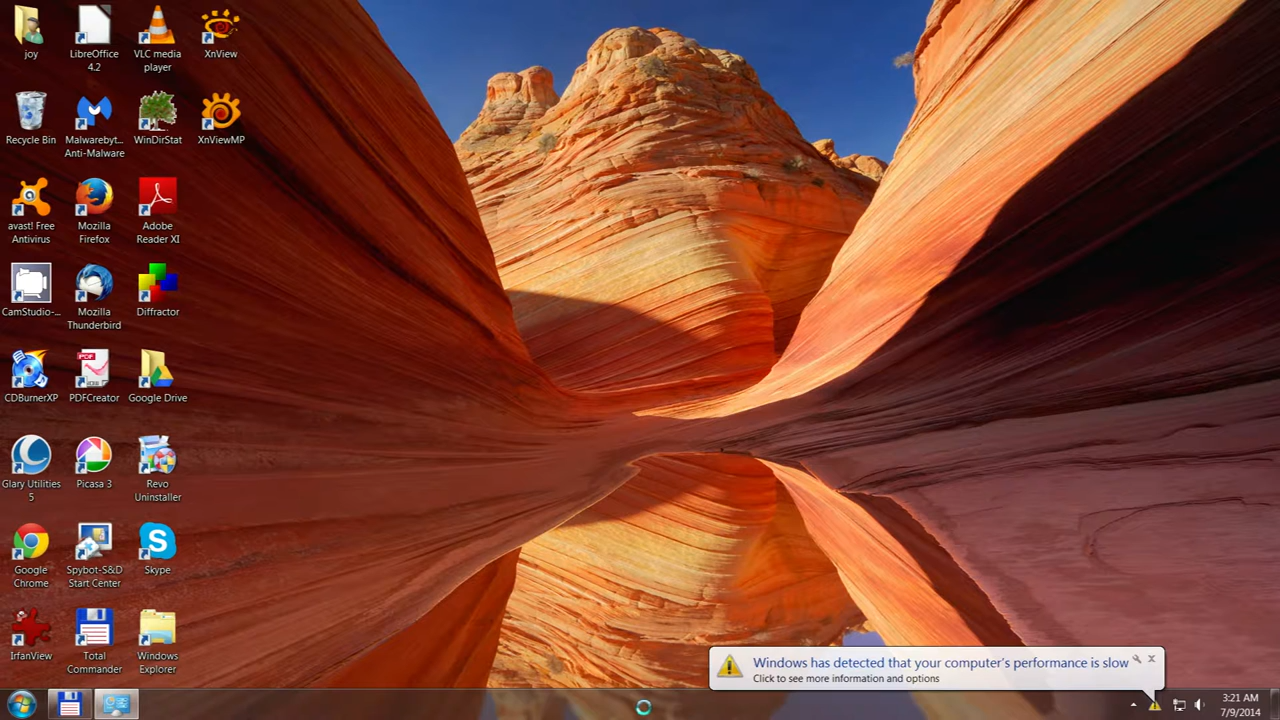 joy
LibreOffice
4.2
VLC media
player
XnView
Recycle Bin
Malwarebyt...
Anti-Malware
WinDirStat
XnViewMP
avast! Free
Antivirus
Mozilla
Firefox
Adobe
Reader XI
CamStudio-...
Mozilla
Thunderbird
Diffractor
CDBurnerXP
PDF
PDFCreator
Google Drive
Glary Utilities
5
Picasa 3
Revo
Uninstaller
Google
Chrome
Spybot-S&D
Start Center
Skype
IrfanView
Total
Commander
Windows
Explorer
Windows has detected that your computer's performance is slow
Click to see more information and options
3:21 AM
7/9/2014